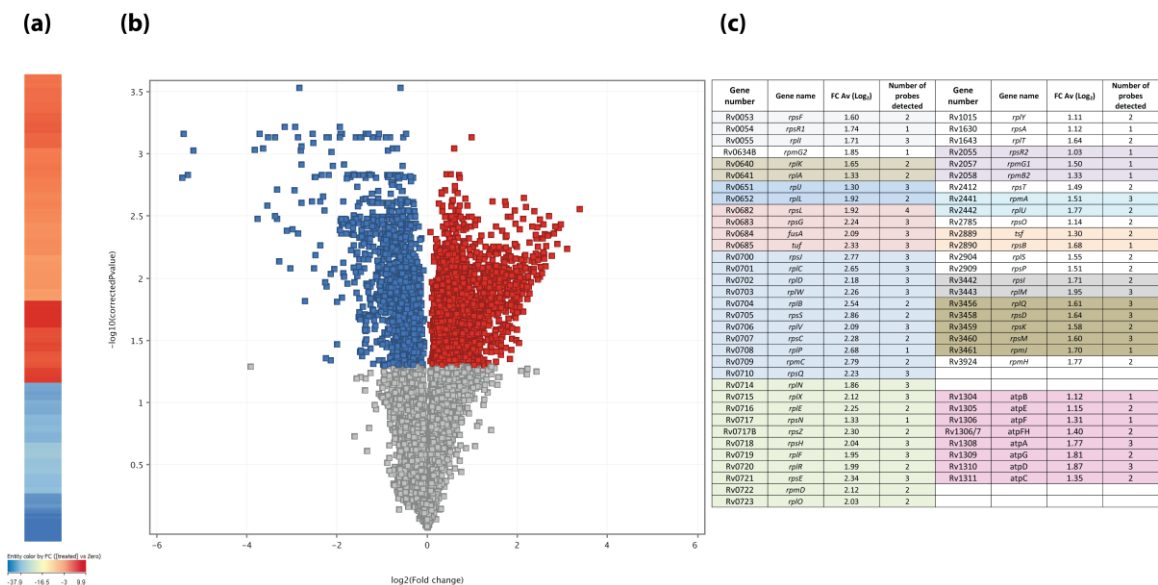 (a)
(b)
(c)
Entity color by FC ([treated] vs Zero)
-37.9 -16.5 -3 9.9
-log10(correctedPvalue)
3.5
3
2.5
2
1.5
1
0.5
-6 -4 -2 0 2 4 6
log2(Fold change)
Gene number Gene name FC Av (Log2) Number of probes detected Gene number Gene name FC Av (Log2) Number of probes detected
Rv0053 rpsF 1.60 2 Rv1015 rplY 1.11 2
Rv0054 rpsR1 1.74 1 Rv1630 rpsA 1.12 1
Rv0055 rplI 1.71 3 Rv1643 rplT 1.64 2
Rv0634B rpmG2 1.85 1 Rv2055 rpsR2 1.03 1
Rv0640 rplK 1.65 2 Rv2057 rpmG1 1.50 1
Rv0641 rplA 1.33 2 Rv2058 rpmB2 1.33 1
Rv0651 rplJ 1.30 3 Rv2412 rpsT 1.49 2
Rv0652 rplL 1.92 2 Rv2441 rpmA 1.51 3
Rv0682 rpsL 1.92 4 Rv2442 rplU 1.77 2
Rv0683 rpsG 2.24 3 Rv2785 rpsO 1.14 2
Rv0684 fusA 2.09 3 Rv2889 tsf 1.30 2
Rv0685 tuf 2.33 3 Rv2890 rpsB 1.68 1
Rv0700 rpsJ 2.77 3 Rv2904 rplS 1.55 2
Rv0701 rplC 2.65 3 Rv2909 rpsP 1.51 2
Rv0702 rplD 2.18 3 Rv3442 rpsI 1.71 2
Rv0703 rplW 2.26 3 Rv3443 rplM 1.95 3
Rv0704 rplB 2.54 2 Rv3456 rplQ 1.61 3
Rv0705 rpsS 2.86 2 Rv3458 rpsD 1.64 3
Rv0706 rplV 2.09 3 Rv3459 rpsK 1.58 2
Rv0707 rpsC 2.28 2 Rv3460 rpsM 1.60 3
Rv0708 rplP 2.68 1 Rv3461 rpmJ 1.70 1
Rv0709 rpmC 2.79 2 Rv3924 rpmH 1.77 2
Rv0710 rpsQ 2.23 3
Rv0714 rplN 1.86 3
Rv0715 rplX 2.12 3 Rv1304 atpB 1.12 1
Rv0716 rplE 2.25 2 Rv1305 atpE 1.15 2
Rv0717 rpsN 1.33 1 Rv1306 atpF 1.31 1
Rv0717B rpsZ 2.30 2 Rv1306/7 atpFH 1.40 2
Rv0718 rpsH 2.04 3 Rv1308 atpA 1.77 3
Rv0719 rplF 1.95 3 Rv1309 atpG 1.81 2
Rv0720 rplR 1.99 2 Rv1310 atpD 1.87 3
Rv0721 rpsE 2.34 3 Rv1311 atpC 1.35 2
Rv0722 rpmD 2.12 2
Rv0723 rplO 2.03 2